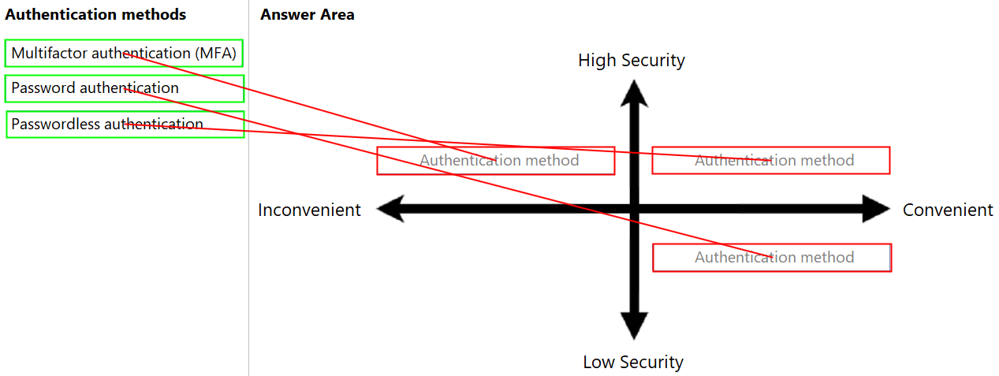 Authentication methods
Answer Area
Multifactor authentication (MFA)
Password authentication
Passwordless authentication
High Security
Authentication method
Authentication method
Inconvenient
Convenient
Authentication method
Low Security